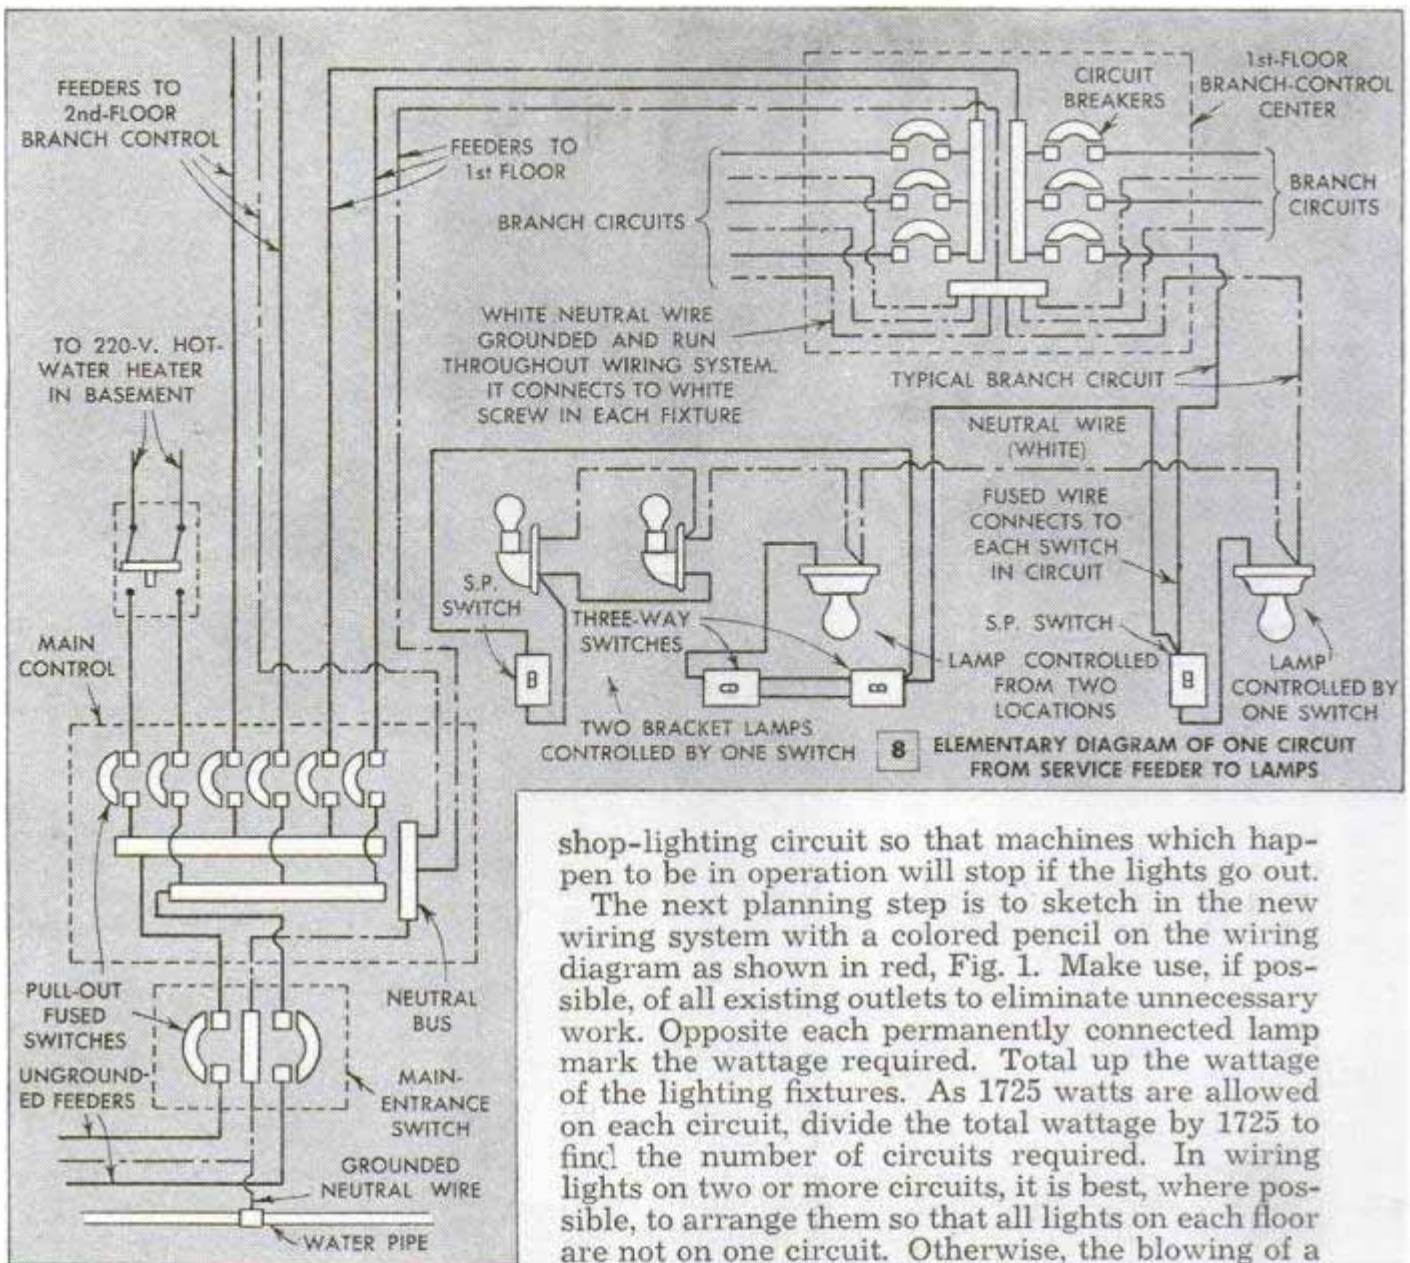 FEEDERS TO
2nd-FLOOR
BRANCH CONTROL
FEEDERS TO
1st FLOOR
BRANCH CIRCUITS
CIRCUIT
BREAKERS
1st-FLOOR
BRANCH-CONTROL
CENTER
BRANCH
CIRCUITS
WHITE NEUTRAL WIRE
GROUNDED AND RUN
THROUGHOUT WIRING SYSTEM.
IT CONNECTS TO WHITE
SCREW IN EACH FIXTURE
TYPICAL BRANCH CIRCUIT
TO 220-V. HOT-
WATER HEATER
IN BASEMENT
NEUTRAL WIRE
(WHITE)
FUSED WIRE
CONNECTS TO
EACH SWITCH
IN CIRCUIT
S.P.
SWITCH
THREE-WAY
SWITCHES
S.P. SWITCH
MAIN
CONTROL
LAMP CONTROLLED
FROM TWO
LOCATIONS
LAMP
CONTROLLED BY
ONE SWITCH
TWO BRACKET LAMPS
CONTROLLED BY ONE SWITCH
8 ELEMENTARY DIAGRAM OF ONE CIRCUIT
FROM SERVICE FEEDER TO LAMPS
PULL-OUT
FUSED
SWITCHES
NEUTRAL
BUS
UNGROUND-
ED FEEDERS
MAIN-
ENTRANCE
SWITCH
GROUNDED
NEUTRAL WIRE
WATER PIPE
shop-lighting circuit so that machines which hap-
pen to be in operation will stop if the lights go out.
The next planning step is to sketch in the new
wiring system with a colored pencil on the wiring
diagram as shown in red, Fig. 1. Make use, if pos-
sible, of all existing outlets to eliminate unnecessary
work. Opposite each permanently connected lamp
mark the wattage required. Total up the wattage
of the lighting fixtures. As 1725 watts are allowed
on each circuit, divide the total wattage by 1725 to
find the number of circuits required. In wiring
lights on two or more circuits, it is best, where pos-
sible, to arrange them so that all lights on each floor
are not on one circuit. Otherwise, the blowing of a